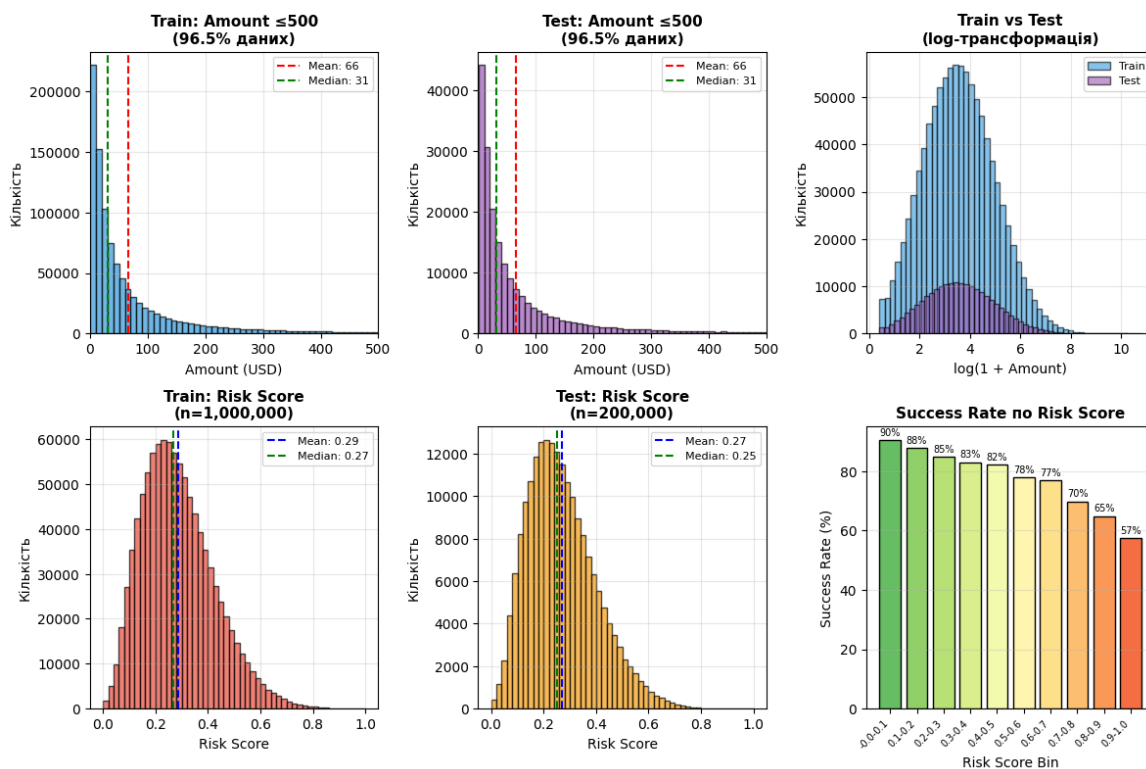 Train: Amount ≤500
(96.5% даних)
Mean: 66
Median: 31
Кількість
200000
150000
100000
50000
0
0 100 200 300 400 500
Amount (USD)
Test: Amount ≤500
(96.5% даних)
Mean: 66
Median: 31
Кількість
40000
30000
20000
10000
0
0 100 200 300 400 500
Amount (USD)
Train vs Test
(log-трансформація)
Train
Test
Кількість
50000
40000
30000
20000
10000
0
0 2 4 6 8 10
log(1 + Amount)
Train: Risk Score
(n=1,000,000)
Mean: 0.29
Median: 0.27
Кількість
60000
50000
40000
30000
20000
10000
0
0.0 0.2 0.4 0.6 0.8 1.0
Risk Score
Test: Risk Score
(n=200,000)
Mean: 0.27
Median: 0.25
Кількість
12000
10000
8000
6000
4000
2000
0
0.0 0.2 0.4 0.6 0.8 1.0
Risk Score
Success Rate по Risk Score
90% 88% 85% 83% 82% 78% 77% 70% 65% 57%
Success Rate (%)
80
60
40
20
0
-0.0-0.1 0.1-0.2 0.2-0.3 0.3-0.4 0.4-0.5 0.5-0.6 0.6-0.7 0.7-0.8 0.8-0.9 0.9-1.0
Risk Score Bin